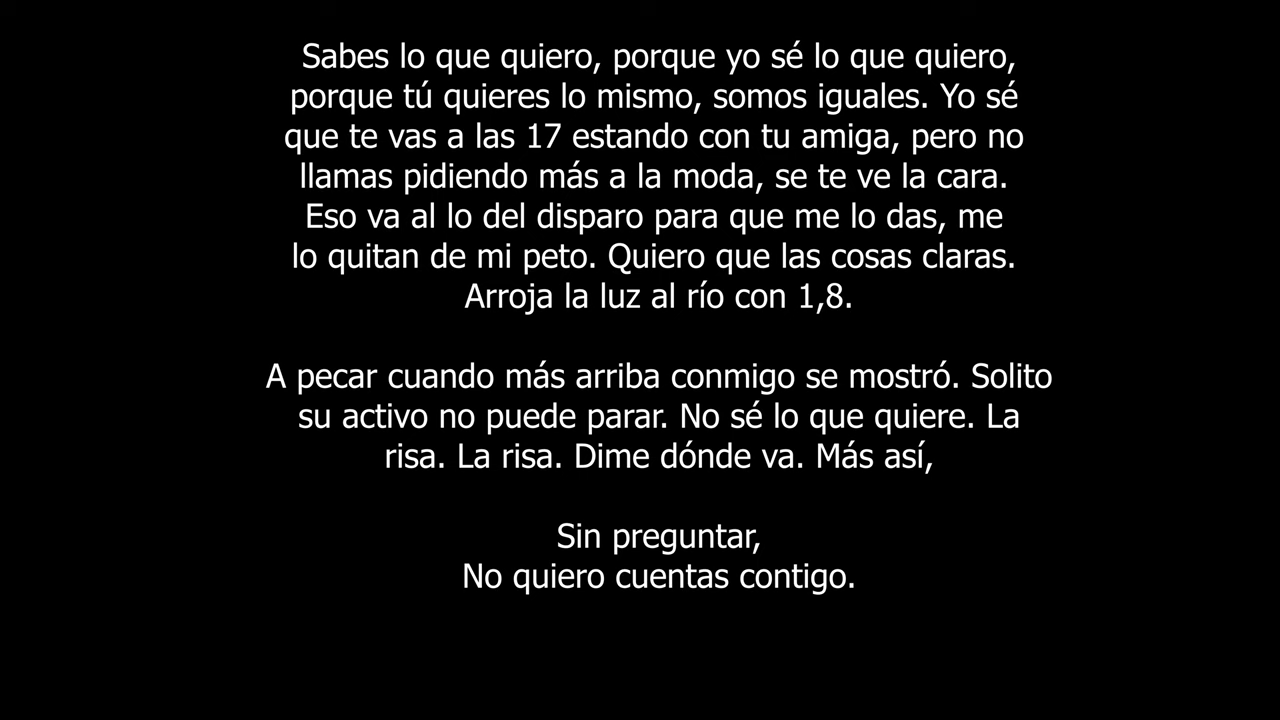 Sabes lo que quiero, porque yo sé lo que quiero,
porque tú quieres lo mismo, somos iguales. Yo sé
que te vas a las 17 estando con tu amiga, pero no
llamas pidiendo más a la moda, se te ve la cara.
Eso va al lo del disparo para que me lo das, me
lo quitan de mi peto. Quiero que las cosas claras.
Arroja la luz al río con 1,8.
A pecar cuando más arriba conmigo se mostró. Solito
su activo no puede parar. No sé lo que quiere. La
risa. La risa. Dime dónde va. Más así,
Sin preguntar,
No quiero cuentas contigo.